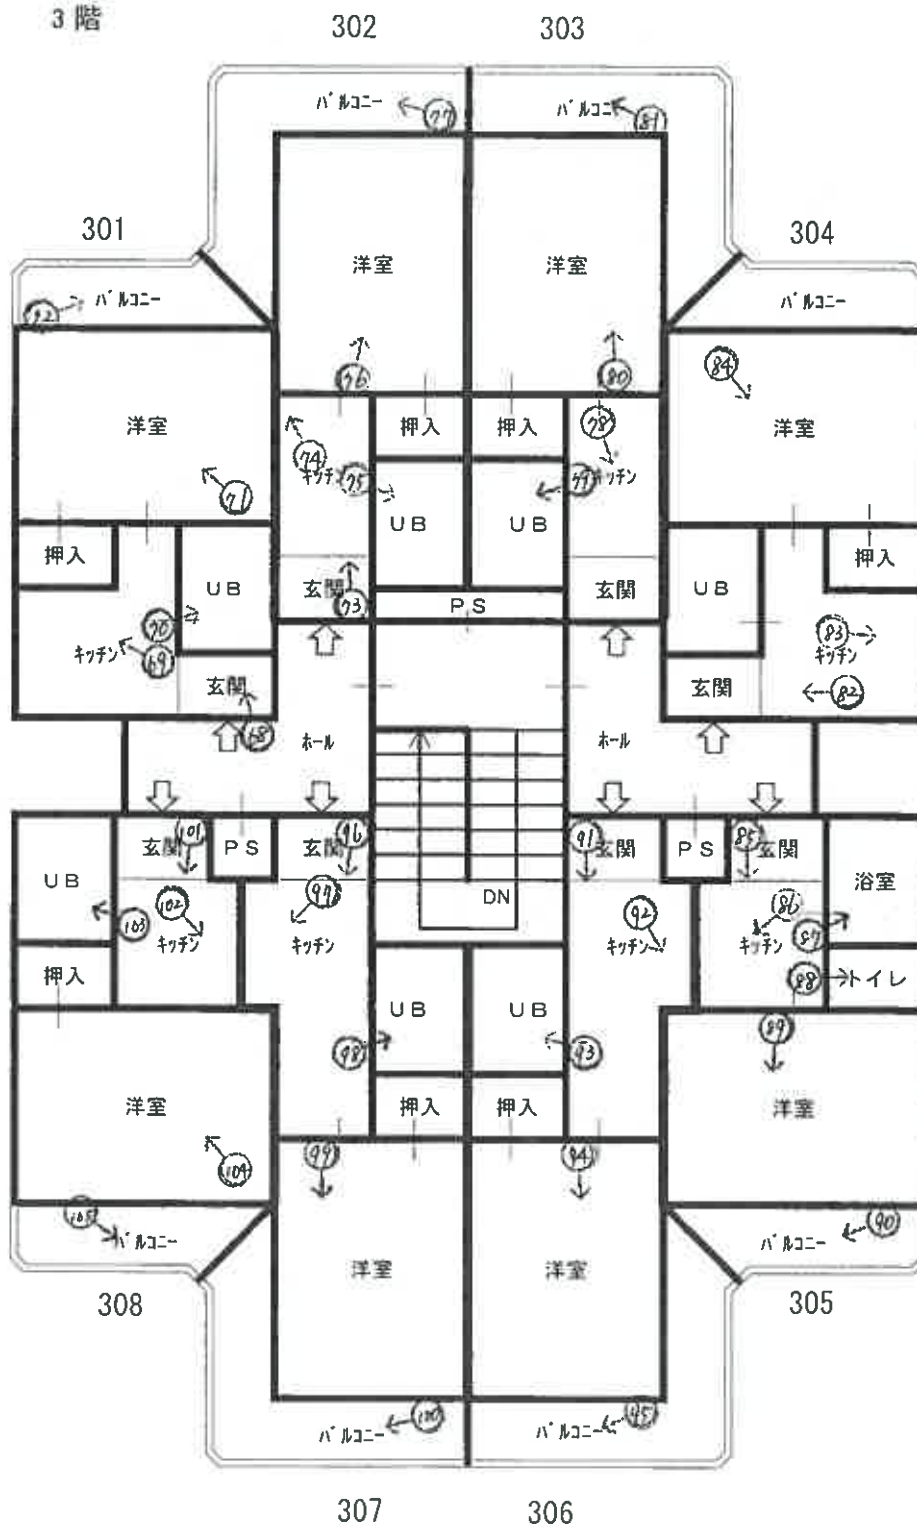 3階
302 303
バルコニー 77 バルコニー 81
301 304
洋室 洋室
バルコニー バルコニー
76 80 84
洋室 押入 押入 78 洋室
74 キッチン 75 79 キッチン
71 UB UB
押入 UB 玄関 73 PS 玄関 UB 押入
70 83
キッチン 69 キッチン
玄関 玄関 82
68 ホール ホール
玄関 101 PS 玄関 96 91 玄関 PS 85 玄関
UB 102 97 DN 92 86 浴室
103 キッチン キッチン キッチン キッチン 87
押入 UB UB 88 トイレ
98 93 89
洋室 押入 押入 洋室
104 99 94
105 バルコニー バルコニー 90
洋室 洋室
308 305
バルコニー 100 バルコニー 95
307 306